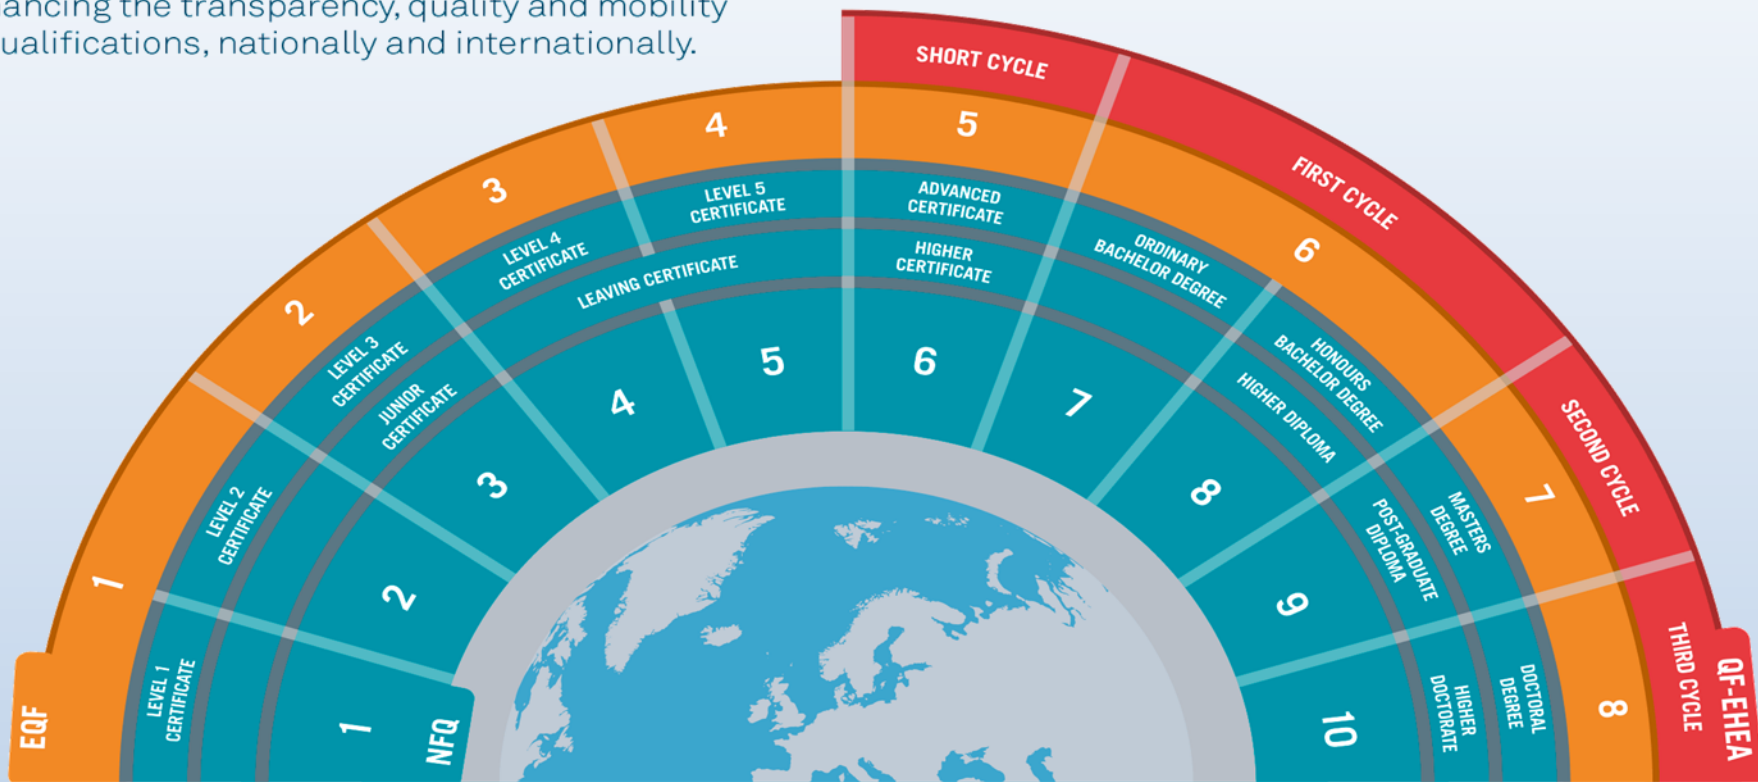 ancing the transparency, quality and mobility
ualifications, nationally and internationally.
SHORT CYCLE
FIRST CYCLE
SECOND CYCLE
THIRD CYCLE
QF-EHEA
EQF
1
2
3
4
5
6
7
8
LEVEL 1
CERTIFICATE
LEVEL 2
CERTIFICATE
LEVEL 3
CERTIFICATE
LEVEL 4
CERTIFICATE
LEVEL 5
CERTIFICATE
ADVANCED
CERTIFICATE
ORDINARY
BACHELOR DEGREE
HONOURS
BACHELOR DEGREE
MASTERS
DEGREE
DOCTORAL
DEGREE
JUNIOR
CERTIFICATE
LEAVING CERTIFICATE
HIGHER
CERTIFICATE
HIGHER DIPLOMA
POST-GRADUATE
DIPLOMA
HIGHER
DOCTORATE
NFQ
1
2
3
4
5
6
7
8
9
10